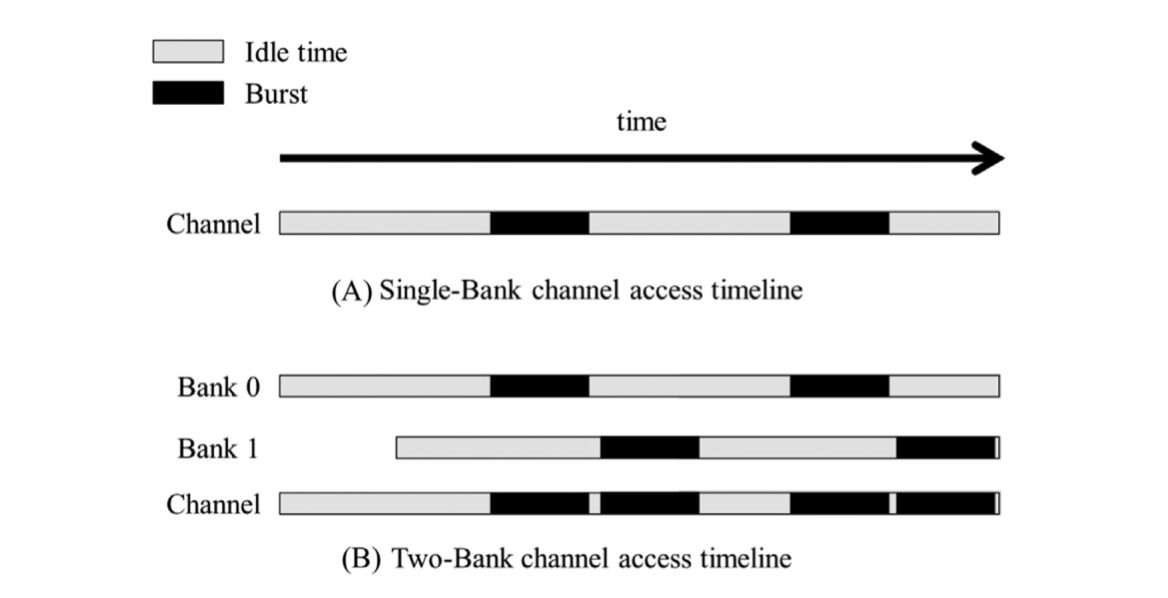 Idle time
Burst
time
Channel
(A) Single-Bank channel access timeline
Bank 0
Bank 1
Channel
(B) Two-Bank channel access timeline